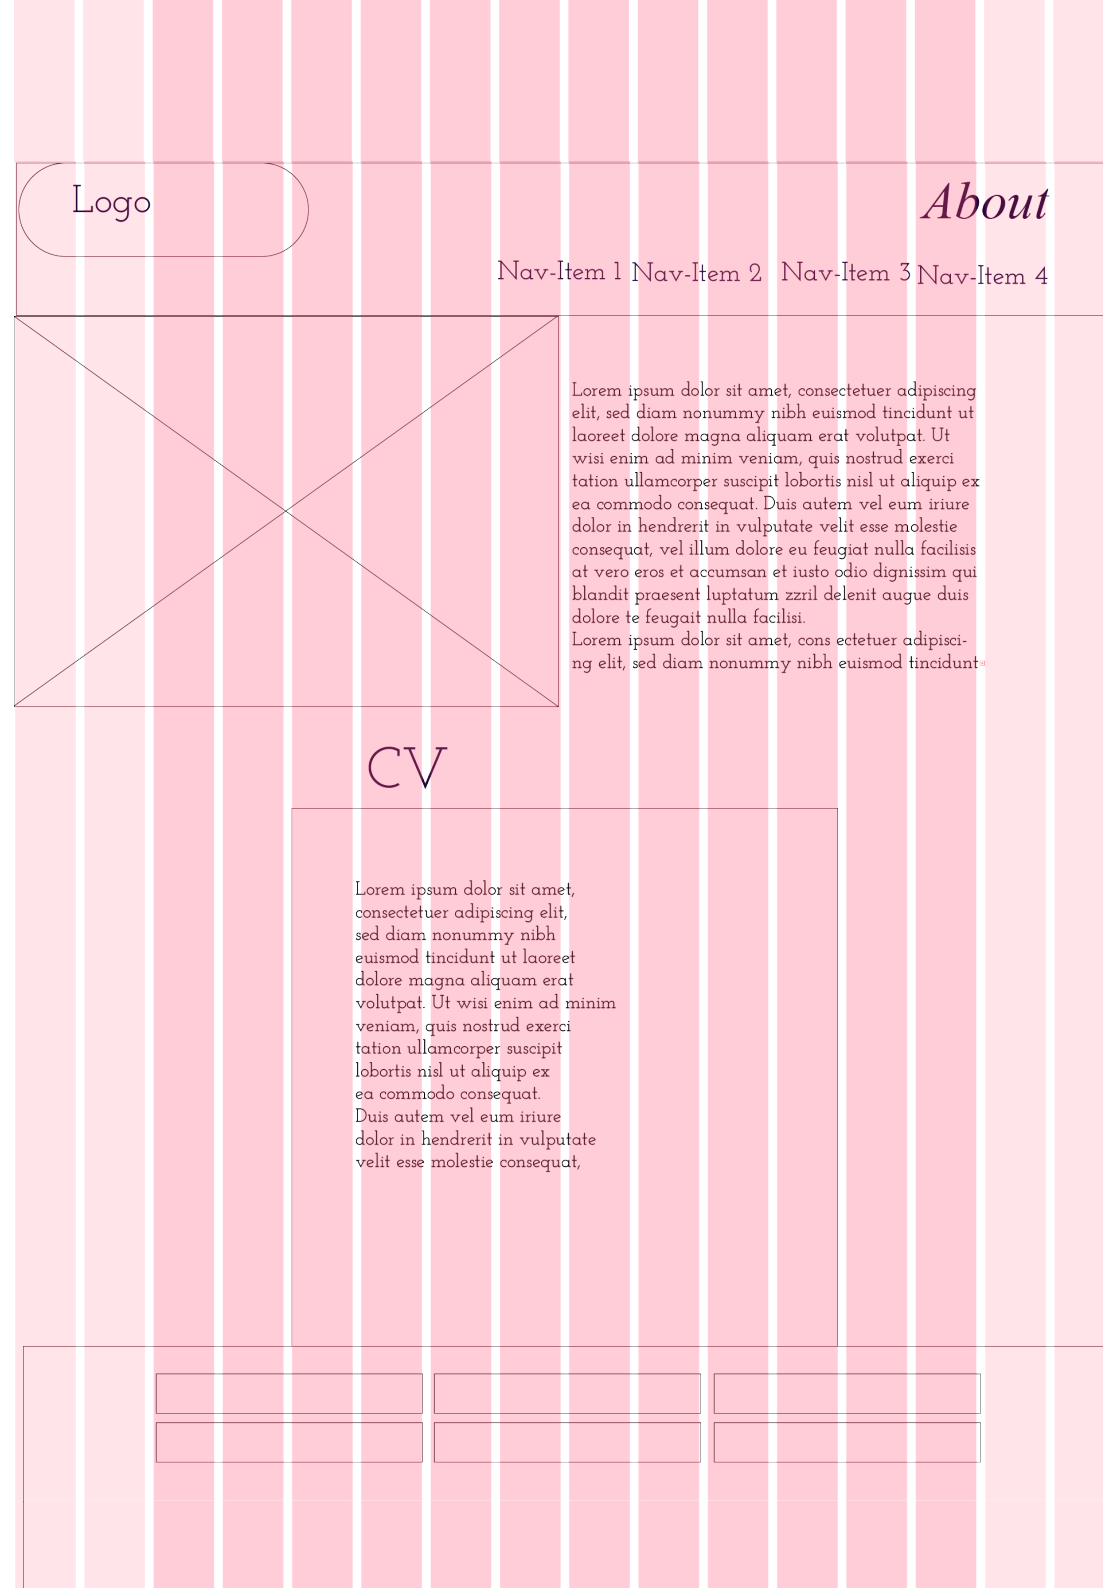 Logo
About
Nav-Item 1 Nav-Item 2 Nav-Item 3 Nav-Item 4
Lorem ipsum dolor sit amet, consectetuer adipiscing
elit, sed diam nonummy nibh euismod tincidunt ut
laoreet dolore magna aliquam erat volutpat. Ut
wisi enim ad minim veniam, quis nostrud exerci
tation ullamcorper suscipit lobortis nisl ut aliquip ex
ea commodo consequat. Duis autem vel eum iriure
dolor in hendrerit in vulputate velit esse molestie
consequat, vel illum dolore eu feugiat nulla facilisis
at vero eros et accumsan et iusto odio dignissim qui
blandit praesent luptatum zzril delenit augue duis
dolore te feugait nulla facilisi.
Lorem ipsum dolor sit amet, cons ectetuer adipisci-
ng elit, sed diam nonummy nibh euismod tincidunt
CV
Lorem ipsum dolor sit amet,
consectetuer adipiscing elit,
sed diam nonummy nibh
euismod tincidunt ut laoreet
dolore magna aliquam erat
volutpat. Ut wisi enim ad minim
veniam, quis nostrud exerci
tation ullamcorper suscipit
lobortis nisl ut aliquip ex
ea commodo consequat.
Duis autem vel eum iriure
dolor in hendrerit in vulputate
velit esse molestie consequat,